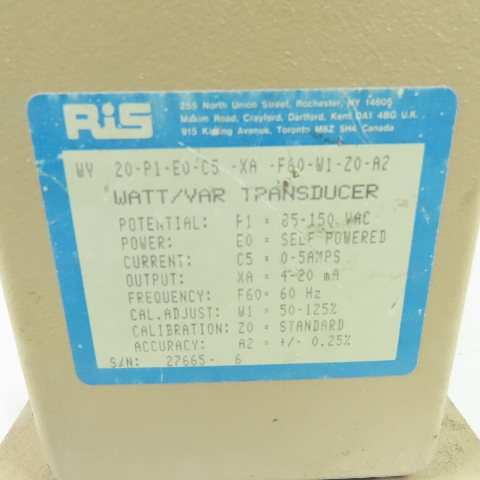 RiS
255 North Union Street, Rochester, NY 14605
Maxim Road, Crayford, Dartford, Kent DA1 4BG U.K.
915 Kipling Avenue, Toronto M8Z 5H4 Canada
WV 20-P1-E0-C5 -XA -F60-W1-Z0-A2
WATT/VAR TRANSDUCER
POTENTIAL: P1 = 85-150 VAC
POWER: E0 = SELF POWERED
CURRENT: C5 = 0-5AMPS
OUTPUT: XA = 4-20 mA
FREQUENCY: F60= 60 Hz
CAL.ADJUST: W1 = 50-125%
CALIBRATION: Z0 = STANDARD
ACCURACY: A2 = +/- 0.25%
S/N: 27665- 6